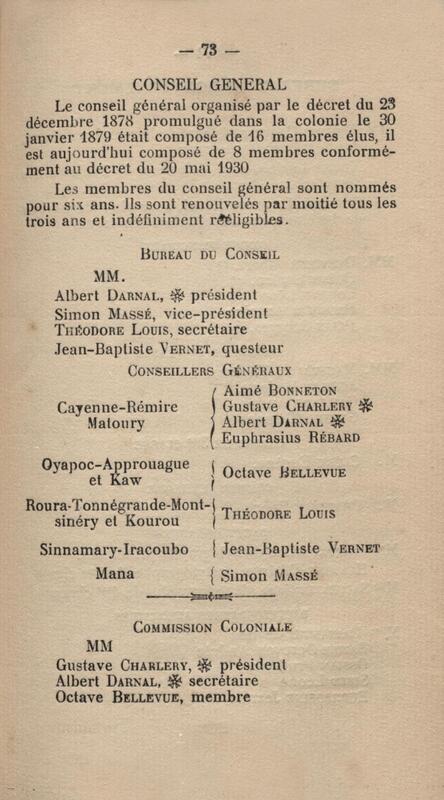 — 73 —
CONSEIL GENERAL
Le conseil général organisé par le décret du 23
décembre 1878 promulgué dans la colonie le 30
janvier 1879 était composé de 16 membres élus, il
est aujourd'hui composé de 8 membres conformé-
ment au décret du 20 mai 1930
Les membres du conseil général sont nommés
pour six ans. Ils sont renouvelés par moitié tous les
trois ans et indéfiniment rééligibles.
BUREAU DU CONSEIL
MM.
Albert DARNAL, ❋ président
Simon MASSÉ, vice-président
THÉODORE LOUIS, secrétaire
Jean-Baptiste VERNET, questeur
CONSEILLERS GÉNÉRAUX
Cayenne-Rémire
Matoury
Aimé BONNETON
Gustave CHARLERY ❋
Albert DARNAL ❋
Euphrasius RÉBARD
Oyapoc-Approuague
et Kaw
Octave BELLEVUE
Roura-Tonnégrande-Mont-
sinéry et Kourou
THÉODORE LOUIS
Sinnamary-Iracoubo { Jean-Baptiste VERNET
Mana { Simon MASSÉ
COMMISSION COLONIALE
MM
Gustave CHARLERY, ❋ président
Albert DARNAL, ❋ secrétaire
Octave BELLEVUE, membre